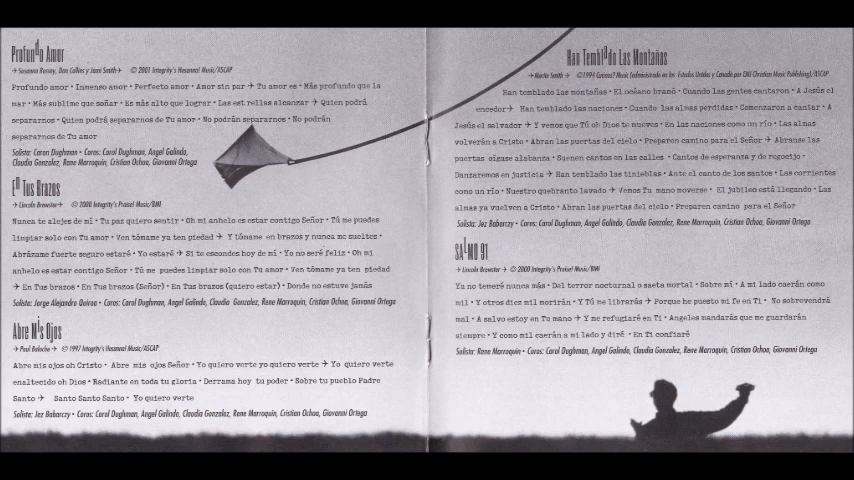 Profundo Amor
✈ Susanna Bussey, Don Collins y Jami Smith ✈ © 2001 Integrity's Hosanna! Music/ASCAP
Profundo amor • Inmenso amor • Perfecto amor • Amor sin par ✈ Tu amor es • Más profundo que la
mar • Más sublime que soñar • Es más alto que lograr • Las estrellas alcanzar ✈ Quien podrá
separarnos • Quien podrá separarnos de Tu amor • No podrán separarnos • No podrán
separarnos de Tu amor
Solista: Caron Dughman • Coros: Carol Dughman, Angel Galindo,
Claudia Gonzalez, Rene Marroquin, Cristian Ochoa, Giovanni Ortega
En Tus Brazos
✈ Lincoln Brewster ✈ © 2000 Integrity's Praise! Music/BMI
Nunca te alejes de mí • Tu paz quiero sentir • Oh mi anhelo es estar contigo Señor • Tú me puedes
limpiar solo con Tu amor • Ven tómame ya ten piedad ✈ Y tómame en brazos y nunca me sueltes •
Abrázame fuerte seguro estaré • Yo estaré ✈ Si te escondes hoy de mí • Yo no seré feliz • Oh mi
anhelo es estar contigo Señor • Tú me puedes limpiar solo con Tu amor • Ven tómame ya ten piedad
✈ En Tus Brazos • En Tus Brazos (Señor) • En Tus Brazos (quiero estar) • Donde no estuve jamás
Solista: Jorge Alejandro Quiroa • Coros: Carol Dughman, Angel Galindo, Claudia Gonzalez, Rene Marroquin, Cristian Ochoa, Giovanni Ortega
Abre Mis Ojos
✈ Paul Baloche ✈ © 1997 Integrity's Hosanna! Music/ASCAP
Abre mis ojos oh Cristo • Abre mis ojos Señor • Yo quiero verte yo quiero verte ✈ Yo quiero verte
enaltecido oh Dios • Radiante en toda tu gloria • Derrama hoy tu poder • Sobre tu pueblo Padre
Santo ✈ Santo Santo Santo • Yo quiero verte
Solista: Jez Babarczy • Coros: Carol Dughman, Angel Galindo, Claudia Gonzalez, Rene Marroquin, Cristian Ochoa, Giovanni Ortega
Han Temblado Las Montañas
✈ Martin Smith ✈ © 1994 Curious? Music (administrado en los Estados Unidos y Canada por EMI Christian Music Publishing)/ASCAP
Han temblado las montañas • El océano bramó • Cuando las gentes cantaron • A Jesús el
encedor ✈ Han temblado las naciones • Cuando las almas perdidas • Comenzaron a cantar • A
Jesús el salvador ✈ Y vemos que Tú oh Dios te mueves • En las naciones como un río • Las almas
volverán a Cristo • Abran las puertas del cielo • Preparen camino para el Señor ✈ Abranse las
puertas oigase alabanza • Suenen cantos en las calles • Cantos de esperanza y de regocijo •
Danzaremos en justicia ✈ Han temblado las tinieblas • Ante el canto de los santos • Las corrientes
como un río • Nuestro quebranto lavado ✈ Vemos Tu mano moverse • El jubileo está llegando • Las
almas ya vuelven a Cristo • Abran las puertas del cielo • Preparen camino para el Señor
Solista: Jez Babarczy • Coros: Carol Dughman, Angel Galindo, Claudia Gonzalez, Rene Marroquin, Cristian Ochoa, Giovanni Ortega
SALMO 91
✈ Lincoln Brewster ✈ © 2000 Integrity's Praise! Music/BMI
Ya no teneré nunca más • Del terror nocturnal o saeta mortal • Sobre mí • A mi lado caerán como
mil • Y otros diez mil morirán • Y Tú me librarás ✈ Porque he puesto mi fe en Ti • No sobrevendrá
mal • A salvo estoy en Tu mano ✈ Y me refugiaré en Ti • Angeles mandarás que me guardarán
siempre • Y como mil caerán a mi lado y diré • En Ti confiaré
Solista: Rene Marroquin • Coros: Carol Dughman, Angel Galindo, Claudia Gonzalez, Rene Marroquin, Cristian Ochoa, Giovanni Ortega